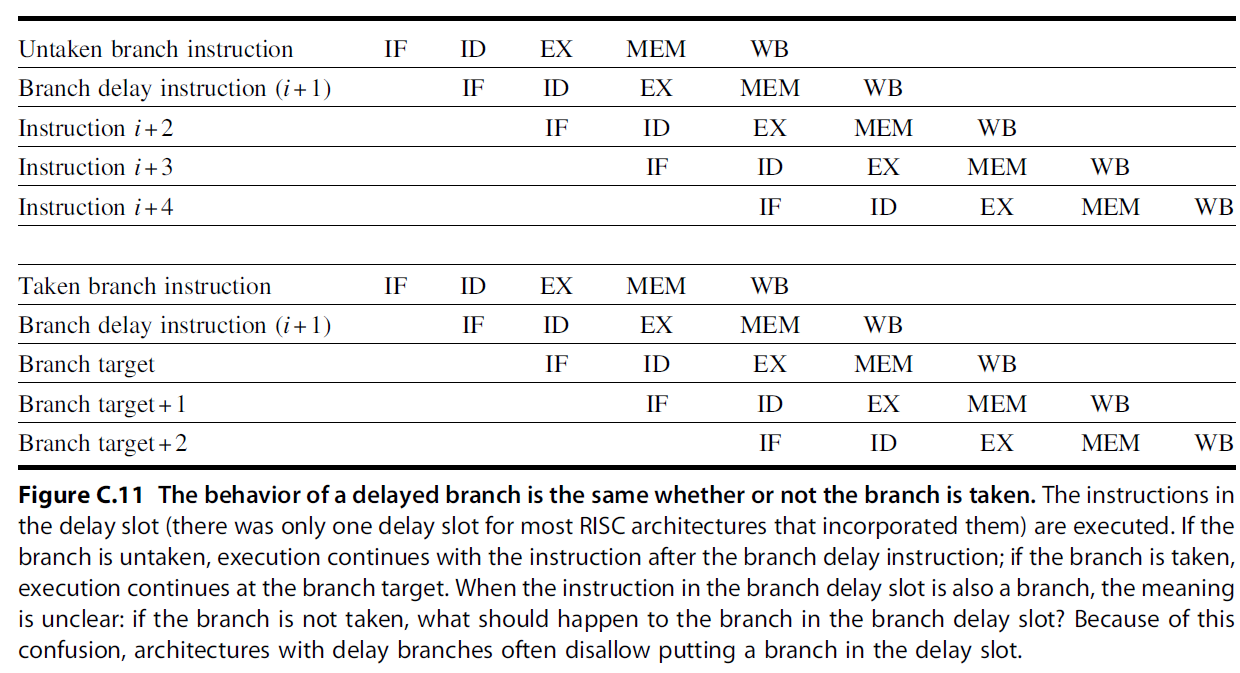 Untaken branch instruction IF ID EX MEM WB
Branch delay instruction (i+1) IF ID EX MEM WB
Instruction i+2 IF ID EX MEM WB
Instruction i+3 IF ID EX MEM WB
Instruction i+4 IF ID EX MEM WB
Taken branch instruction IF ID EX MEM WB
Branch delay instruction (i+1) IF ID EX MEM WB
Branch target IF ID EX MEM WB
Branch target+1 IF ID EX MEM WB
Branch target+2 IF ID EX MEM WB
Figure C.11 The behavior of a delayed branch is the same whether or not the branch is taken. The instructions in
the delay slot (there was only one delay slot for most RISC architectures that incorporated them) are executed. If the
branch is untaken, execution continues with the instruction after the branch delay instruction; if the branch is taken,
execution continues at the branch target. When the instruction in the branch delay slot is also a branch, the meaning
is unclear: if the branch is not taken, what should happen to the branch in the branch delay slot? Because of this
confusion, architectures with delay branches often disallow putting a branch in the delay slot.